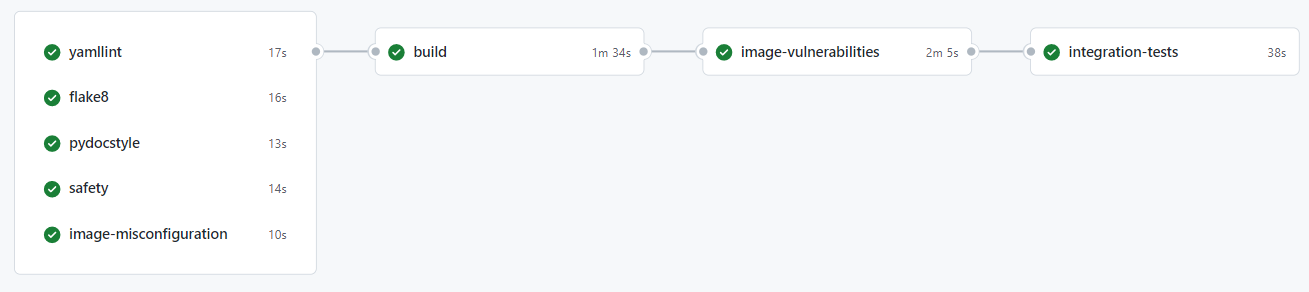 yamllint 17s
build 1m 34s
image-vulnerabilities 2m 5s
integration-tests 38s
flake8 16s
pydocstyle 13s
safety 14s
image-misconfiguration 10s